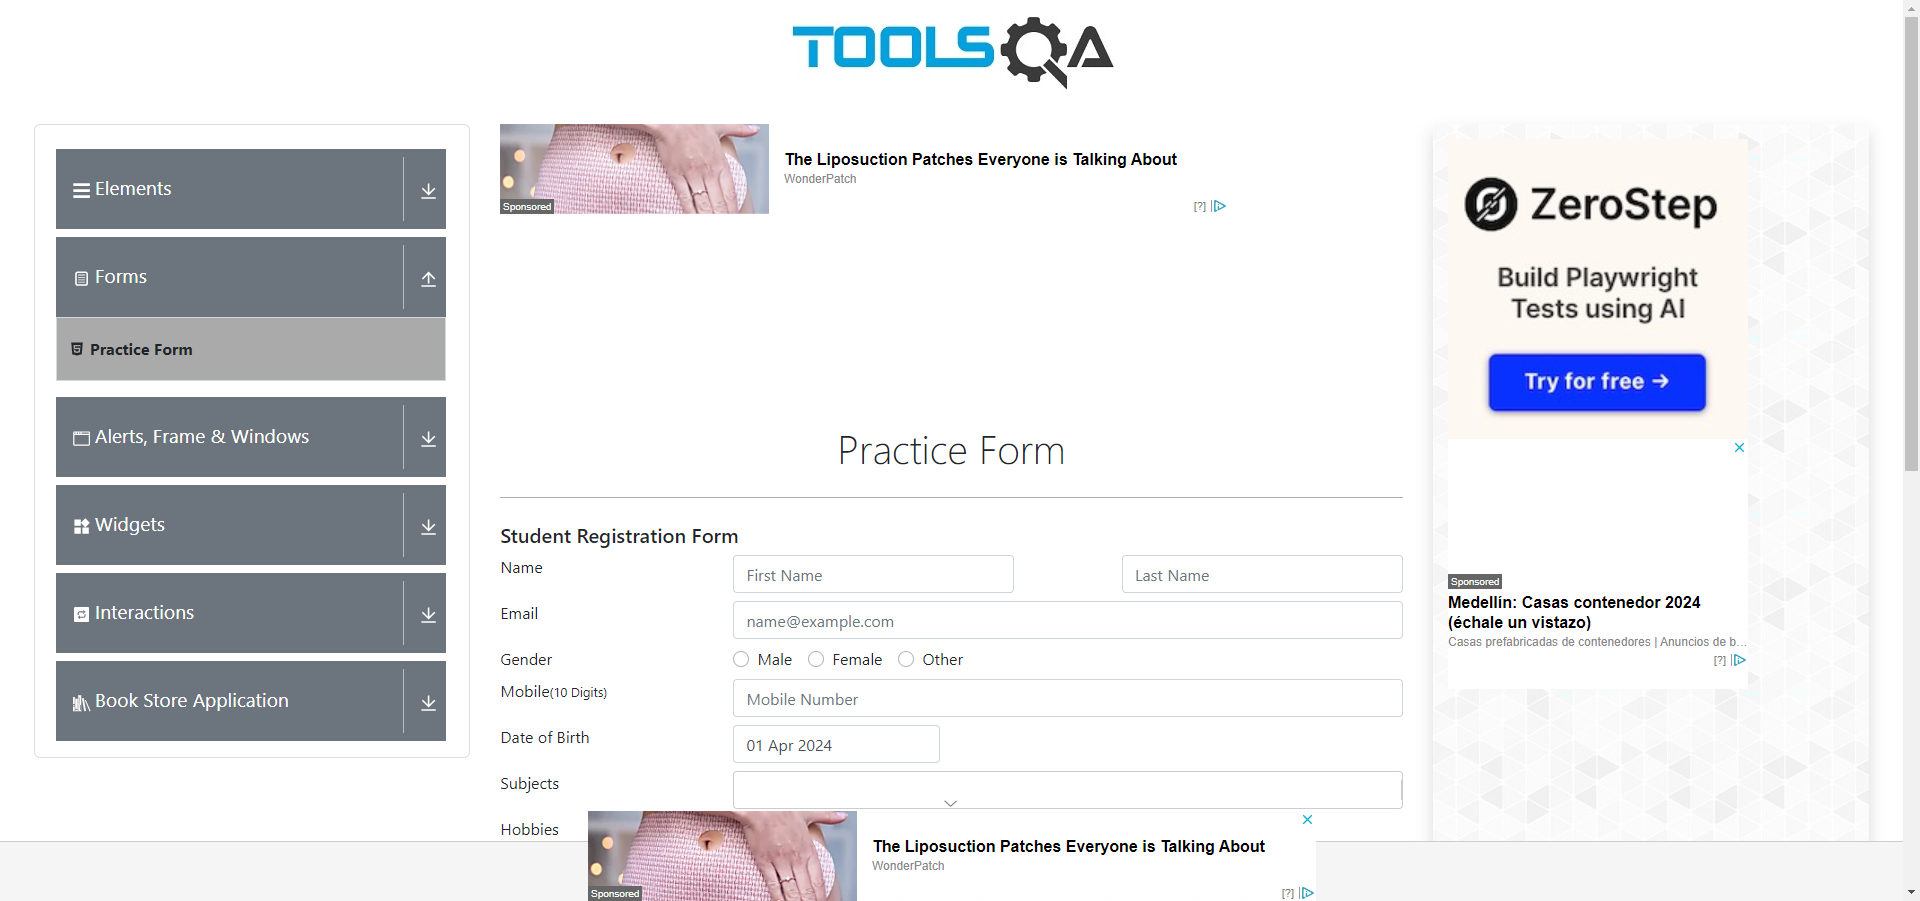 TOOLSQA
Elements
Forms
Practice Form
Alerts, Frame & Windows
Widgets
Interactions
Book Store Application
Sponsored
The Liposuction Patches Everyone is Talking About
WonderPatch
[?]
Practice Form
Student Registration Form
Name
First Name
Last Name
Email
name@example.com
Gender
Male
Female
Other
Mobile(10 Digits)
Mobile Number
Date of Birth
01 Apr 2024
Subjects
Hobbies
Sponsored
The Liposuction Patches Everyone is Talking About
WonderPatch
[?]
ZeroStep
Build Playwright
Tests using AI
Try for free →
Sponsored
Medellín: Casas contenedor 2024
(échale un vistazo)
Casas prefabricadas de contenedores | Anuncios de b...
[?]